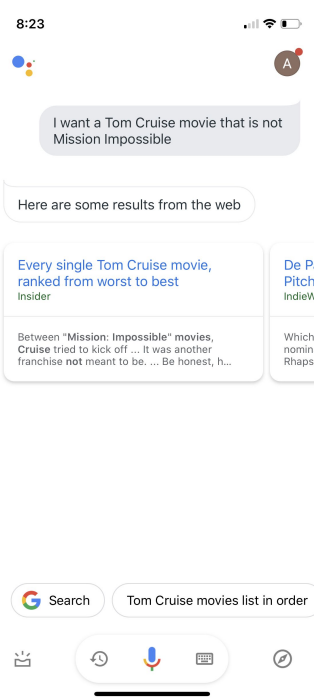 8:23
A
I want a Tom Cruise movie that is not
Mission Impossible
Here are some results from the web
Every single Tom Cruise movie,
ranked from worst to best
Insider
Between "Mission: Impossible" movies,
Cruise tried to kick off ... It was another
franchise not meant to be. ... Be honest, h...
De P
Pitch
IndieW
Which
nomin
Rhaps
Search
Tom Cruise movies list in order